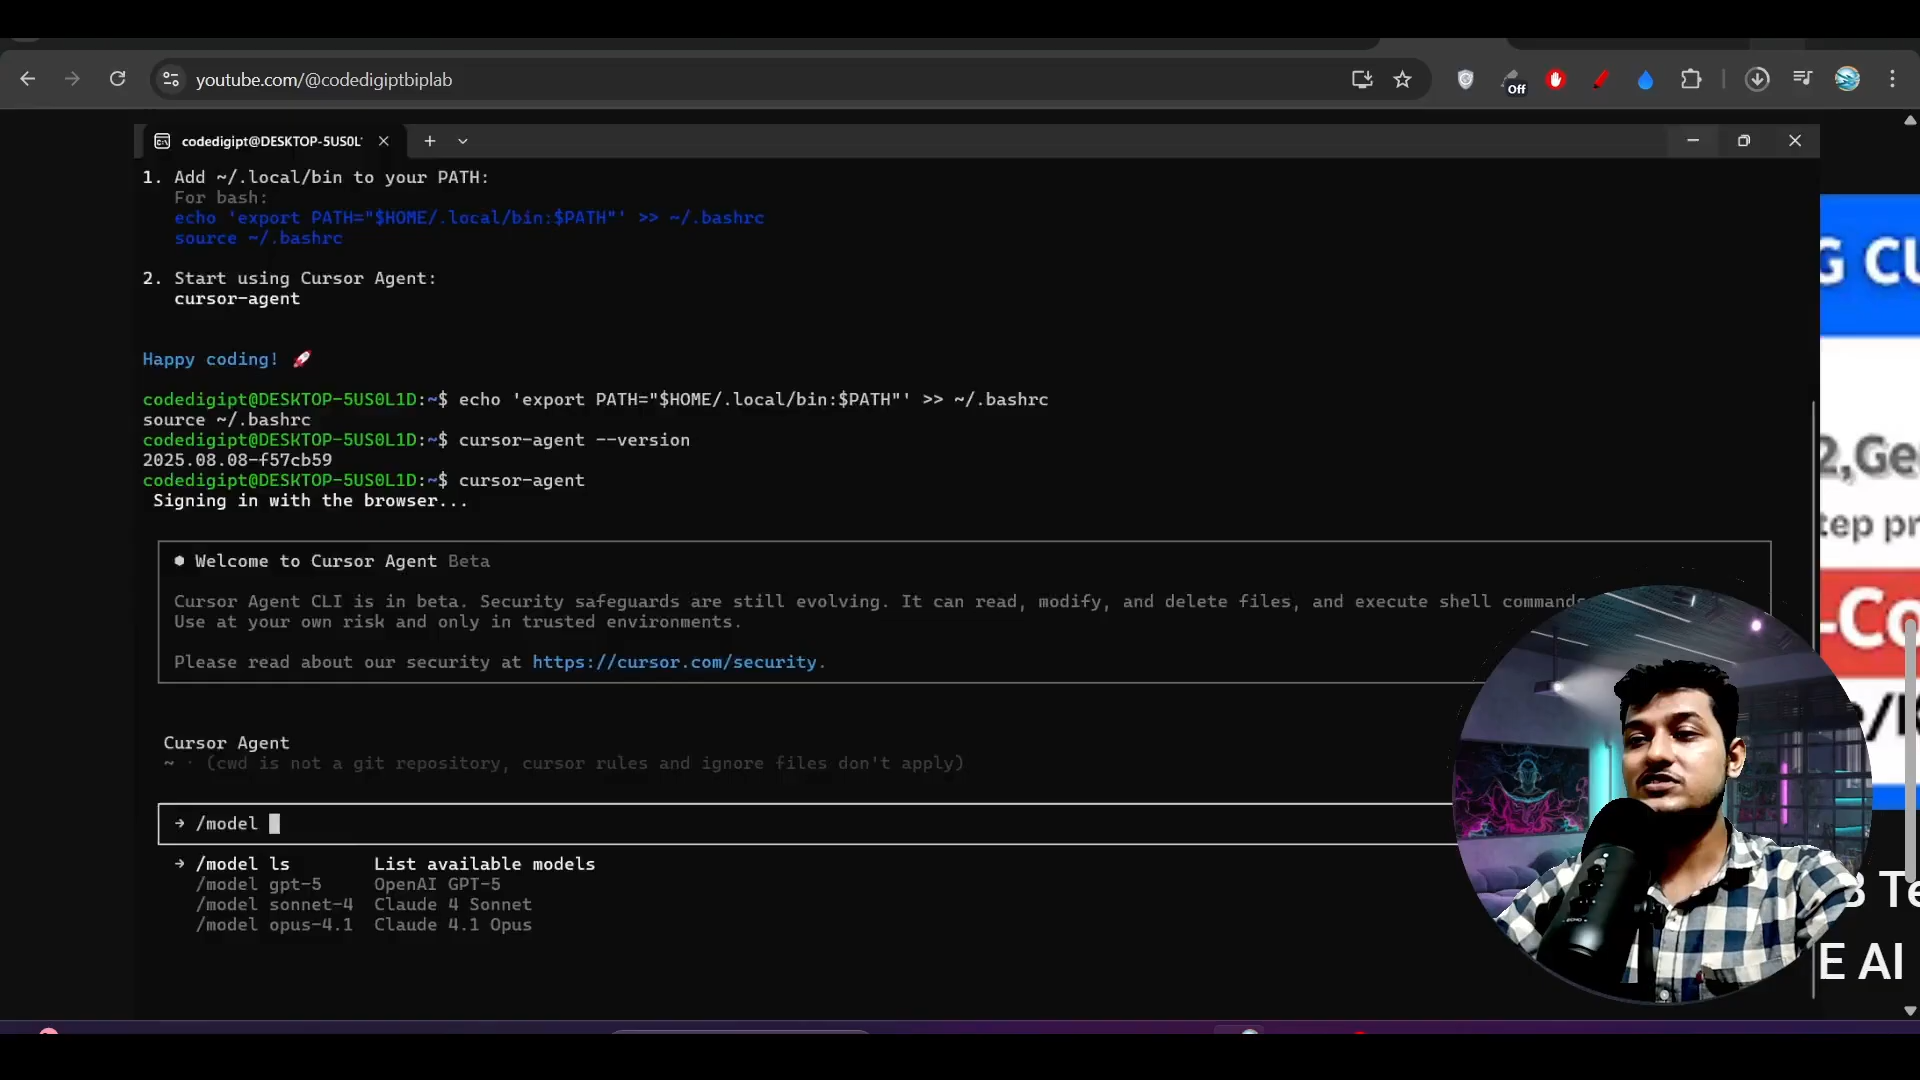 youtube.com/@codedigiptbiplab
Off
codedigipt@DESKTOP-5US0L
1. Add ~/.local/bin to your PATH:
For bash:
echo 'export PATH="$HOME/.local/bin:$PATH"' >> ~/.bashrc
source ~/.bashrc
2. Start using Cursor Agent:
cursor-agent
Happy coding! 🚀
codedigipt@DESKTOP-5US0L1D:~$ echo 'export PATH="$HOME/.local/bin:$PATH"' >> ~/.bashrc
source ~/.bashrc
codedigipt@DESKTOP-5US0L1D:~$ cursor-agent --version
2025.08.08-f57cb59
codedigipt@DESKTOP-5US0L1D:~$ cursor-agent
Signing in with the browser...
Welcome to Cursor Agent Beta
Cursor Agent CLI is in beta. Security safeguards are still evolving. It can read, modify, and delete files, and execute shell commands
Use at your own risk and only in trusted environments.
Please read about our security at https://cursor.com/security.
Cursor Agent
~ · (cwd is not a git repository, cursor rules and ignore files don't apply)
→ /model
→ /model ls List available models
/model gpt-5 OpenAI GPT-5
/model sonnet-4 Claude 4 Sonnet
/model opus-4.1 Claude 4.1 Opus
E AI